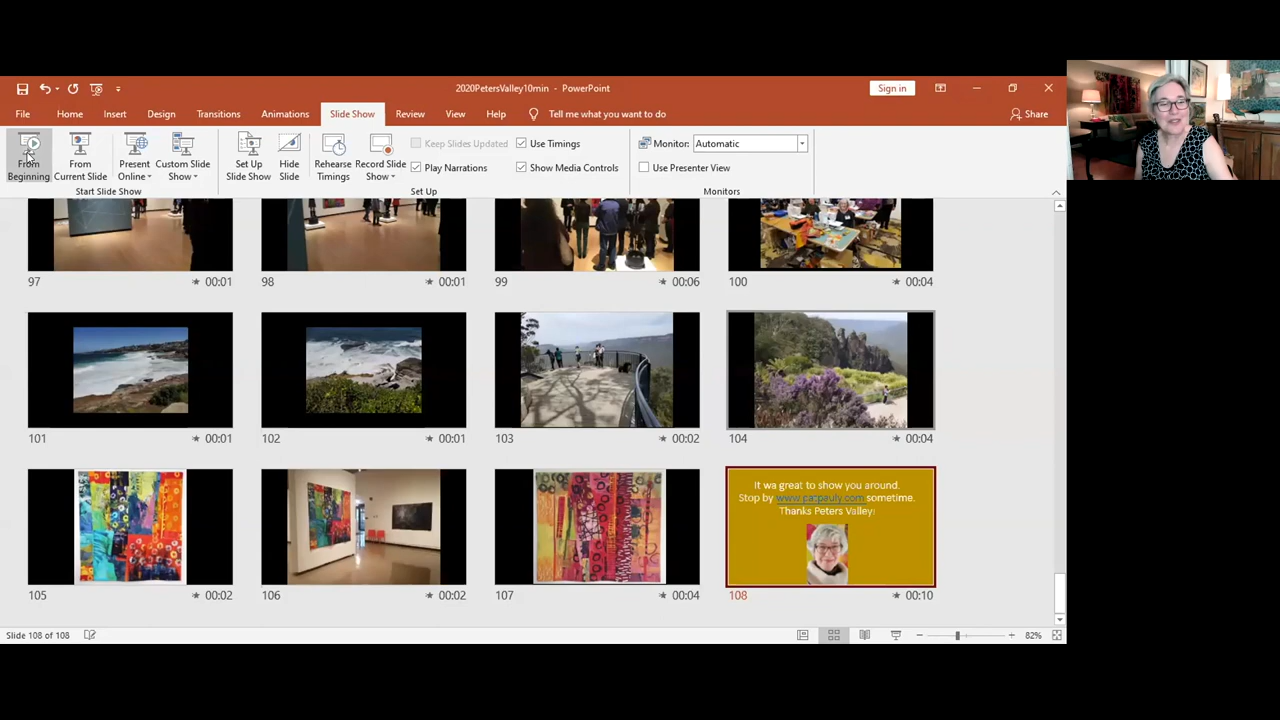 2020PetersValley10min - PowerPoint
Sign in
File Home Insert Design Transitions Animations Slide Show Review View Help Tell me what you want to do Share
From Beginning
From Current Slide
Present Online
Custom Slide Show
Start Slide Show
Set Up Slide Show
Hide Slide
Rehearse Timings
Record Slide Show
Keep Slides Updated
Play Narrations
Use Timings
Show Media Controls
Set Up
Monitor: Automatic
Use Presenter View
Monitors
97 00:01 98 00:01 99 00:06 100 00:04
101 00:01 102 00:01 103 00:02 104 00:04
It wa great to show you around.
Stop by www.patpauly.com sometime.
Thanks Peters Valley!
105 00:02 106 00:02 107 00:04 108 00:10
Slide 108 of 108
82%